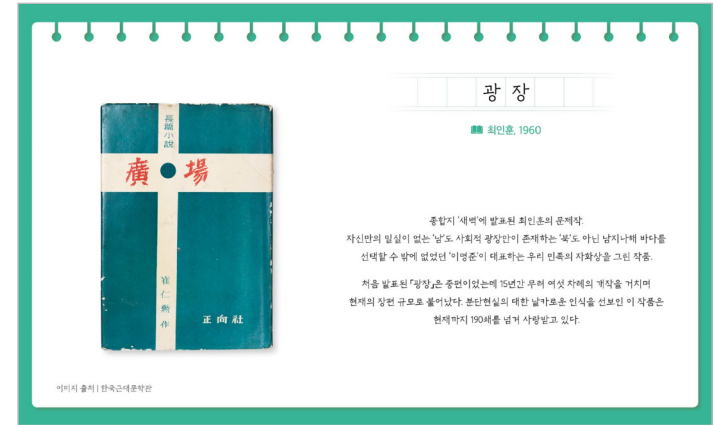 광장
최인훈, 1960
長篇小說
廣場
崔仁勳 作
正向社
종합지 '새벽'에 발표된 최인훈의 문제작.
자신만의 밀실이 없는 '남'도 사회적 광장만이 존재하는 '북'도 아닌 남지나해 바다를
선택할 수 밖에 없었던 '이명준'이 대표하는 우리 민족의 자화상을 그린 작품.
처음 발표된 『광장』은 중편이었는데 15년간 무려 여섯 차례의 개작을 거치며
현재의 장편 규모로 불어났다. 분단현실의 대한 날카로운 인식을 선보인 이 작품은
현재까지 190쇄를 넘겨 사랑받고 있다.
이미지 출처 | 한국근대문학관